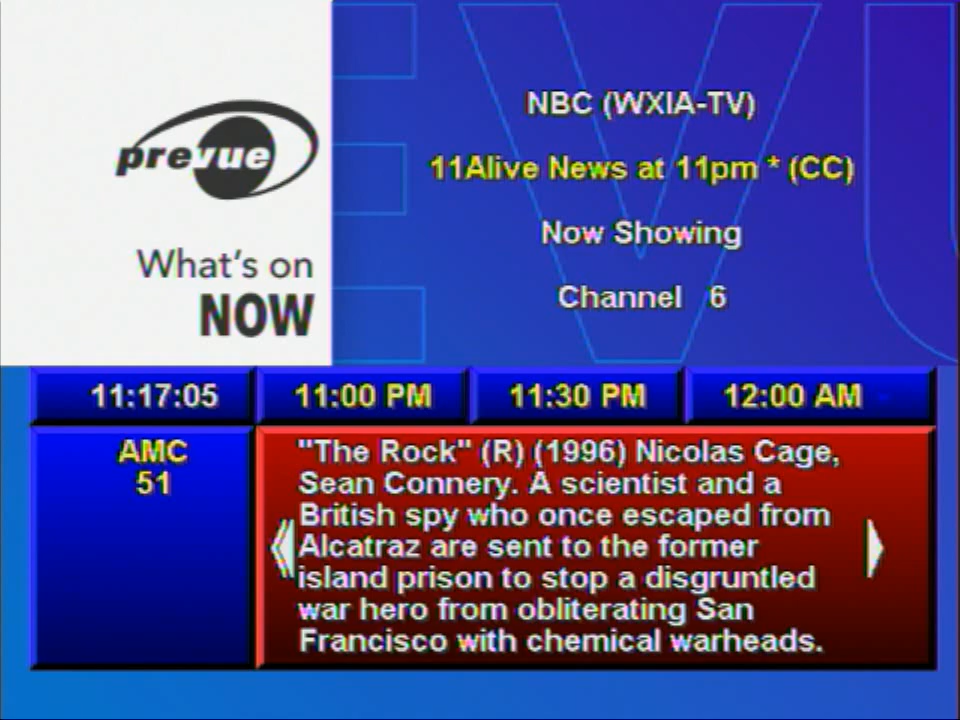 prevue
What's on
NOW
NBC (WXIA-TV)
11Alive News at 11pm * (CC)
Now Showing
Channel 6
11:17:05 11:00 PM 11:30 PM 12:00 AM
AMC
51
"The Rock" (R) (1996) Nicolas Cage,
Sean Connery. A scientist and a
British spy who once escaped from
Alcatraz are sent to the former
island prison to stop a disgruntled
war hero from obliterating San
Francisco with chemical warheads.